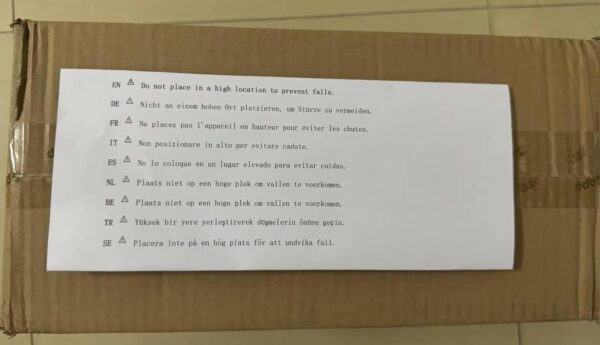 EN ⚠ Do not place in a high location to prevent falls.
DE ⚠ Nicht an einem hohen Ort platzieren, um Stürze zu vermeiden.
FR ⚠ Ne placez pas l'appareil en hauteur pour éviter les chutes.
IT ⚠ Non posizionare in alto per evitare cadute.
ES ⚠ No lo coloque en un lugar elevado para evitar caídas.
NL ⚠ Plaats niet op een hoge plek om vallen te voorkomen.
BE ⚠ Plaats niet op een hoge plek om vallen te voorkomen.
TR ⚠ Yüksek bir yere yerleştirerek düşmelerin önüne geçin.
SE ⚠ Placera inte på en hög plats för att undvika fall.